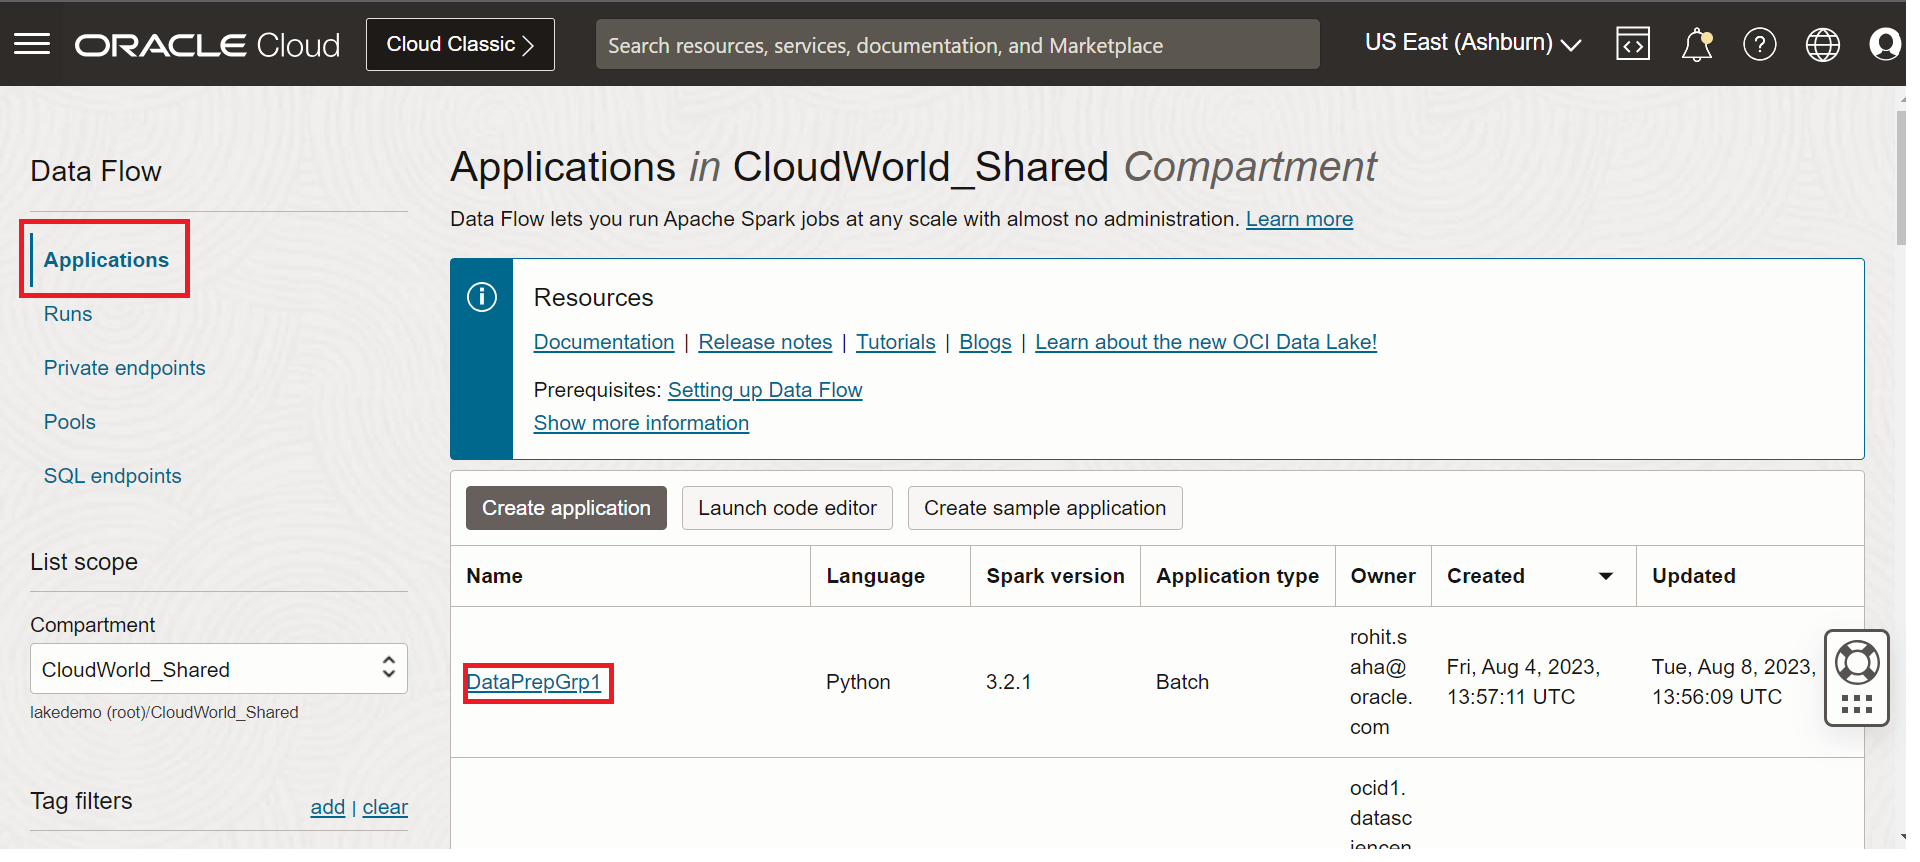 ORACLE Cloud
Cloud Classic
Search resources, services, documentation, and Marketplace
US East (Ashburn)
Data Flow
Applications
Runs
Private endpoints
Pools
SQL endpoints
List scope
Compartment
CloudWorld_Shared
lakedemo (root)/CloudWorld_Shared
Tag filters
add | clear
Applications in CloudWorld_Shared Compartment
Data Flow lets you run Apache Spark jobs at any scale with almost no administration. Learn more
Resources
Documentation | Release notes | Tutorials | Blogs | Learn about the new OCI Data Lake!
Prerequisites: Setting up Data Flow
Show more information
Create application Launch code editor Create sample application
Name Language Spark version Application type Owner Created Updated
DataPrepGrp1
Python
3.2.1
Batch
rohit.s
aha@
oracle.
com
Fri, Aug 4, 2023,
13:57:11 UTC
Tue, Aug 8, 2023,
13:56:09 UTC
ocid1.
datasc
iencen